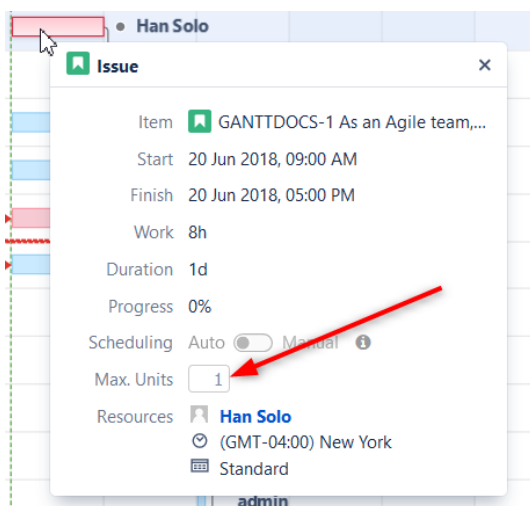 Han Solo
Issue
Item GANTTDOCS-1 As an Agile team,...
Start 20 Jun 2018, 09:00 AM
Finish 20 Jun 2018, 05:00 PM
Work 8h
Duration 1d
Progress 0%
Scheduling Auto Manual
Max. Units 1
Resources Han Solo
(GMT-04:00) New York
Standard
admin